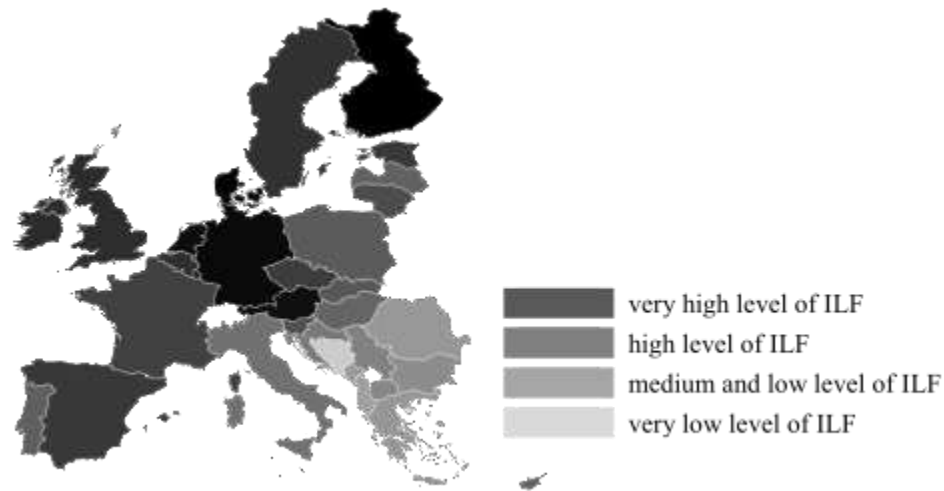 very high level of ILF
high level of ILF
medium and low level of ILF
very low level of ILF